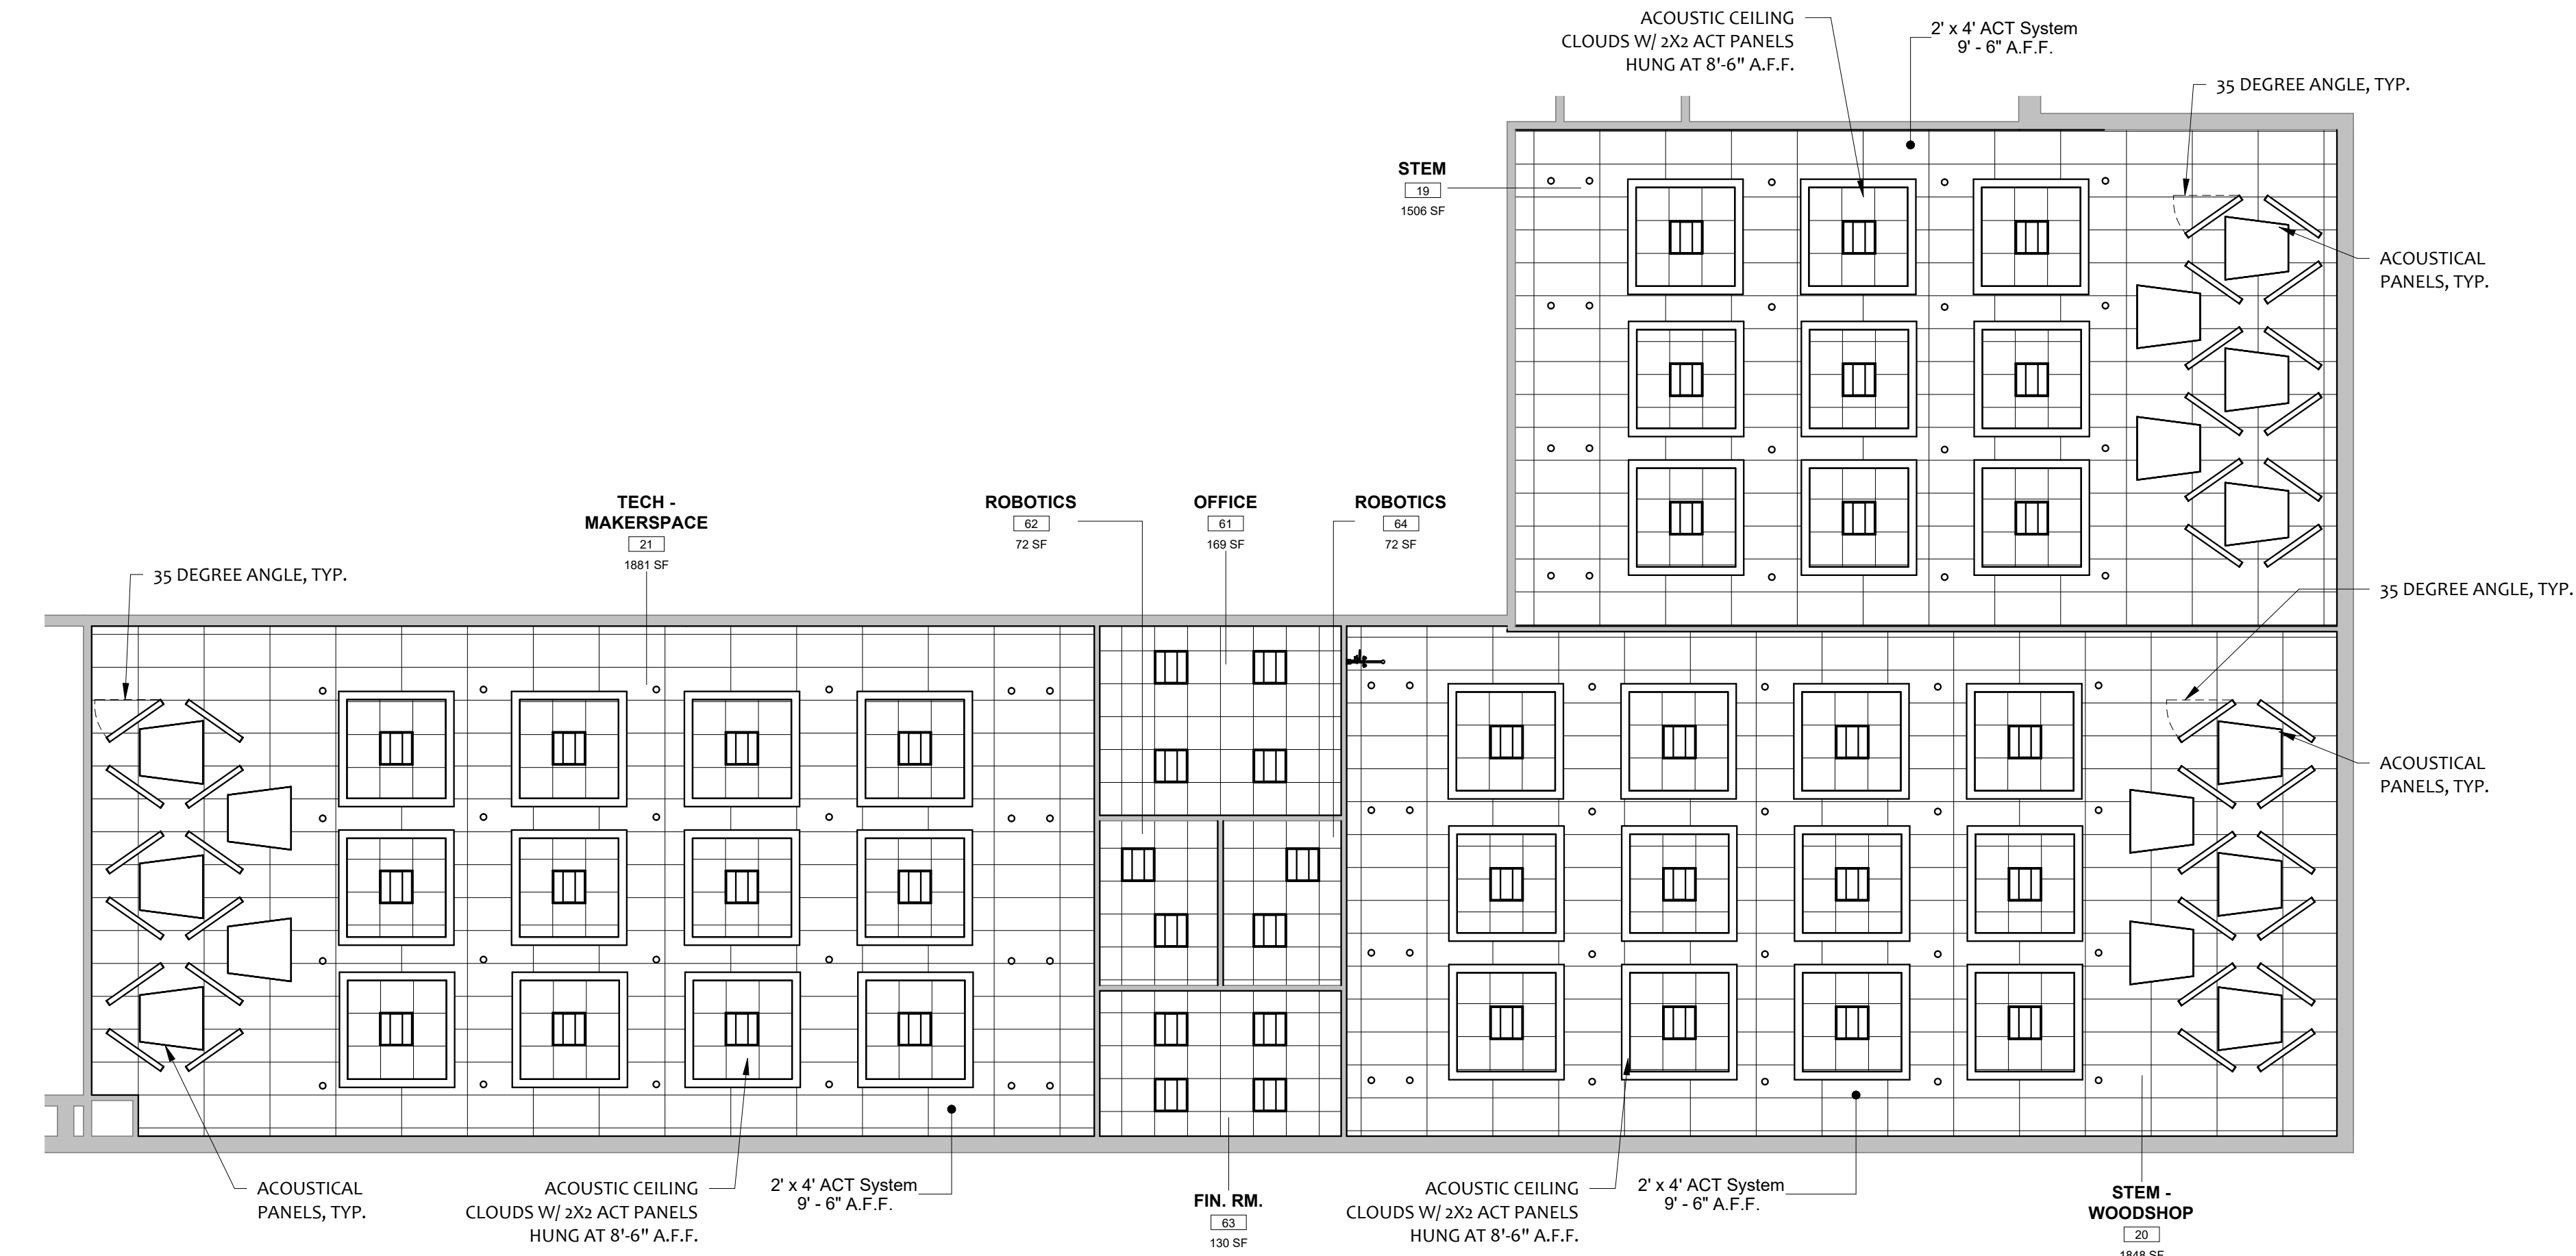 ACOUSTIC CEILING
CLOUDS W/ 2X2 ACT PANELS
HUNG AT 8'-6" A.F.F.
2' x 4' ACT System
9' - 6" A.F.F.
35 DEGREE ANGLE, TYP.
STEM
19
1506 SF
ACOUSTICAL
PANELS, TYP.
TECH -
MAKERSPACE
21
1881 SF
ROBOTICS
62
72 SF
OFFICE
61
169 SF
ROBOTICS
64
72 SF
35 DEGREE ANGLE, TYP.
35 DEGREE ANGLE, TYP.
ACOUSTICAL
PANELS, TYP.
ACOUSTICAL
PANELS, TYP.
ACOUSTIC CEILING
CLOUDS W/ 2X2 ACT PANELS
HUNG AT 8'-6" A.F.F.
2' x 4' ACT System
9' - 6" A.F.F.
FIN. RM.
63
130 SF
ACOUSTIC CEILING
CLOUDS W/ 2X2 ACT PANELS
HUNG AT 8'-6" A.F.F.
2' x 4' ACT System
9' - 6" A.F.F.
STEM -
WOODSHOP
20
1848 SF